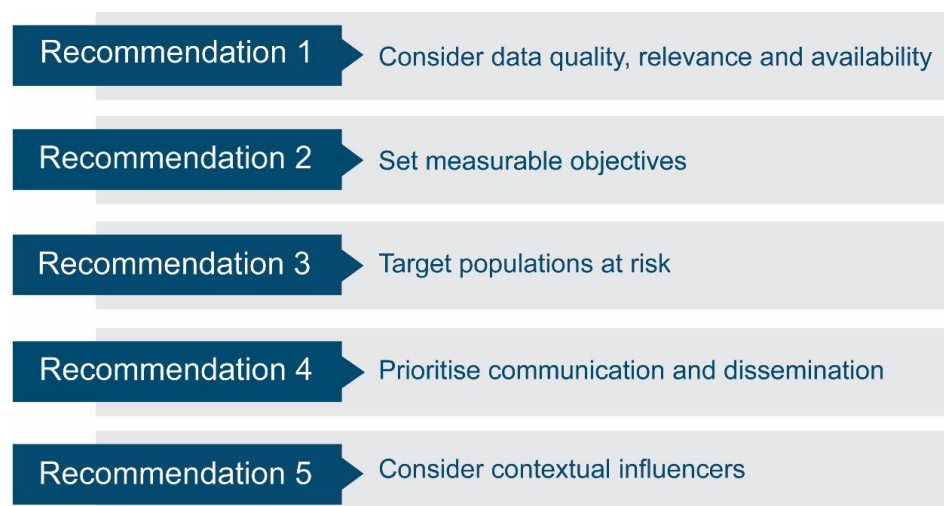 Recommendation 1
Consider data quality, relevance and availability
Recommendation 2
Set measurable objectives
Recommendation 3
Target populations at risk
Recommendation 4
Prioritise communication and dissemination
Recommendation 5
Consider contextual influencers